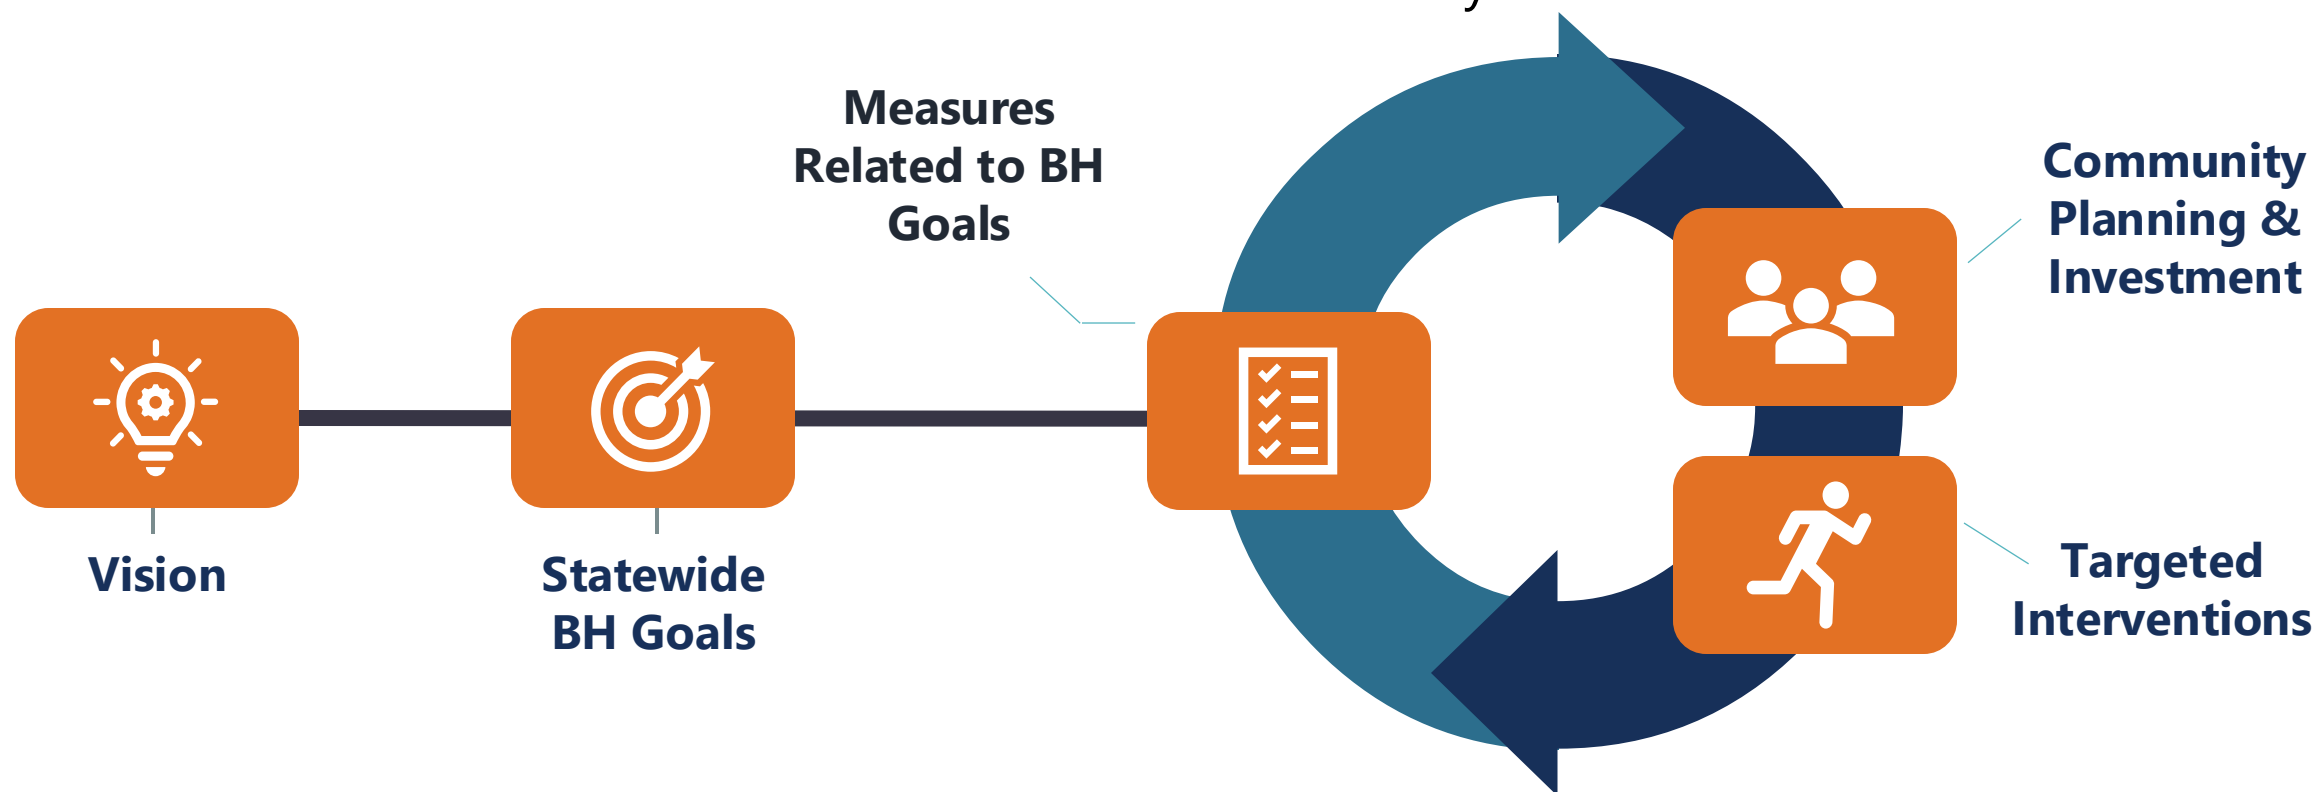 Measures
Related to BH
Goals
Community
Planning &
Investment
Vision
Statewide
BH Goals
Targeted
Interventions